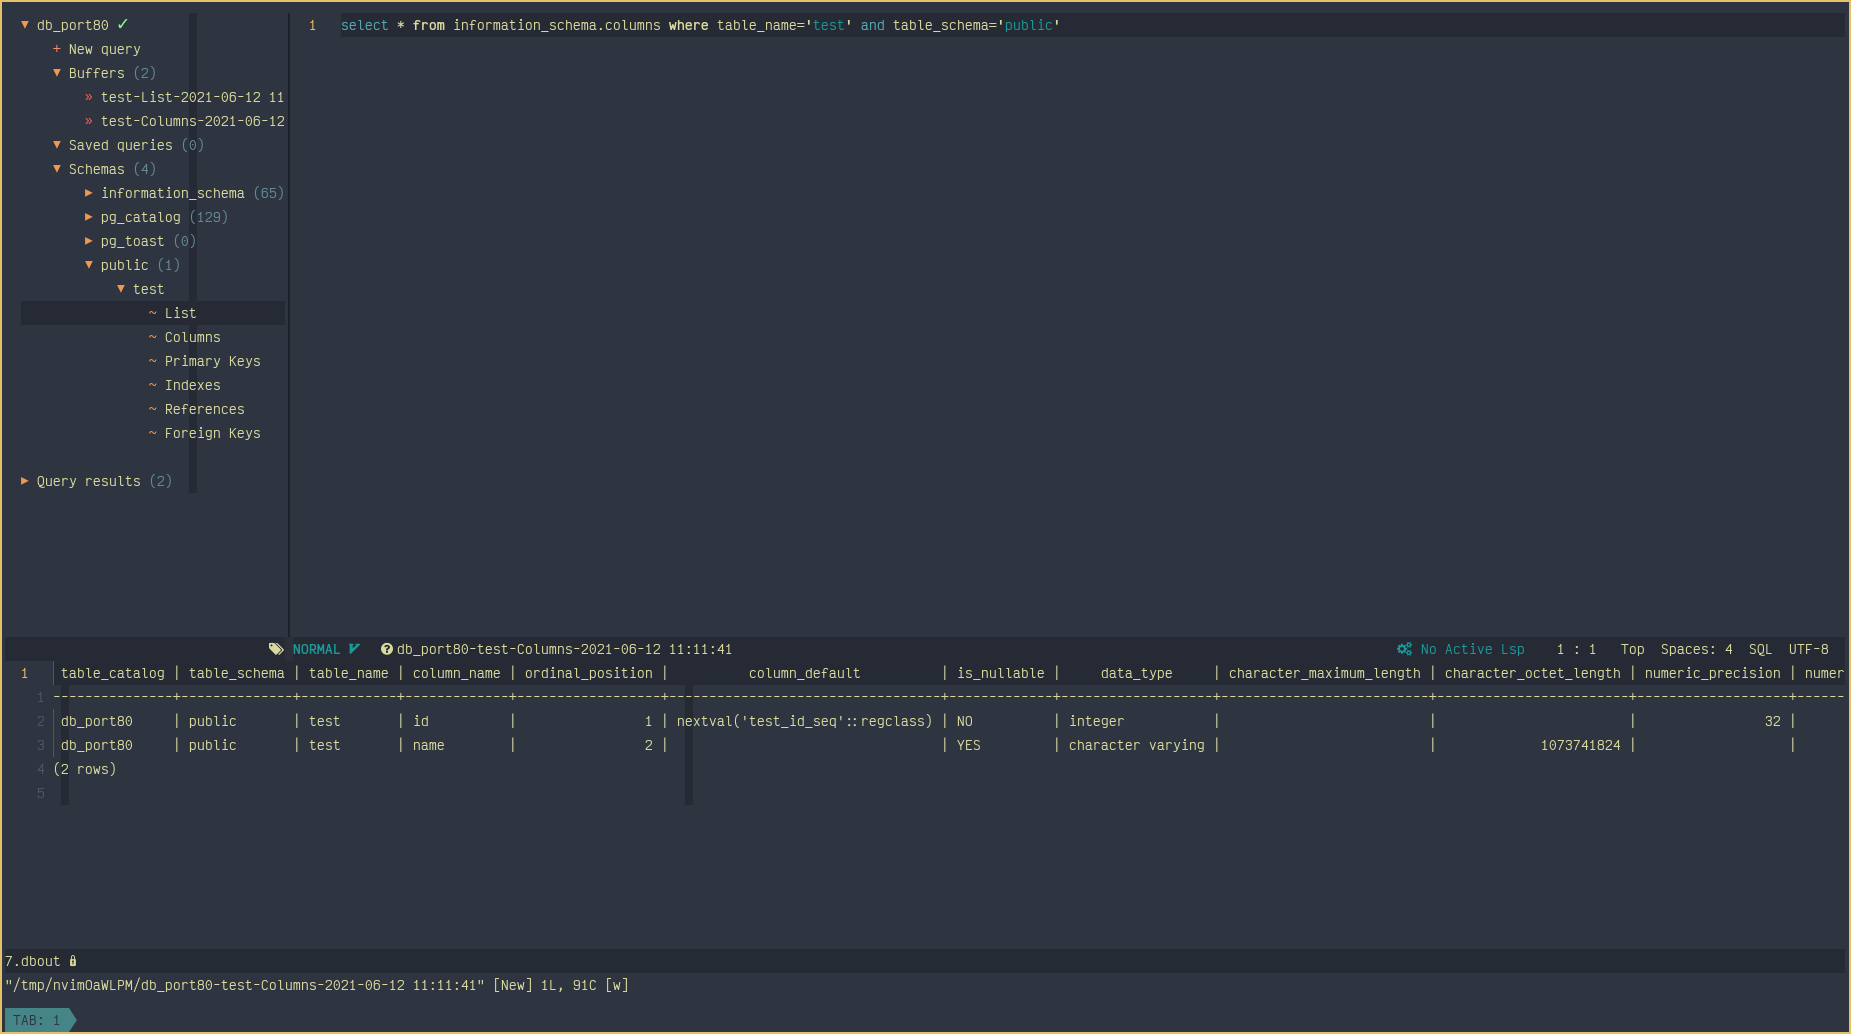 ▼ db_port80 ✓
+ New query
▼ Buffers (2)
» test-List-2021-06-12 11
» test-Columns-2021-06-12
▼ Saved queries (0)
▼ Schemas (4)
▶ information_schema (65)
▶ pg_catalog (129)
▶ pg_toast (0)
▼ public (1)
▼ test
~ List
~ Columns
~ Primary Keys
~ Indexes
~ References
~ Foreign Keys
▶ Query results (2)
1 select * from information_schema.columns where table_name='test' and table_schema='public'
NORMAL db_port80-test-Columns-2021-06-12 11:11:41 No Active Lsp 1 : 1 Top Spaces: 4 SQL UTF-8
1 table_catalog | table_schema | table_name | column_name | ordinal_position | column_default | is_nullable | data_type | character_maximum_length | character_octet_length | numeric_precision | numer
1 ---------------+--------------+------------+-------------+------------------+----------------------------------+-------------+-------------------+--------------------------+------------------------+-------------------+------
2 db_port80 | public | test | id | 1 | nextval('test_id_seq'::regclass) | NO | integer | | | 32 |
3 db_port80 | public | test | name | 2 | | YES | character varying | | 1073741824 | |
4 (2 rows)
5
7.dbout
"/tmp/nvimOaWLPM/db_port80-test-Columns-2021-06-12 11:11:41" [New] 1L, 91C [w]
TAB: 1